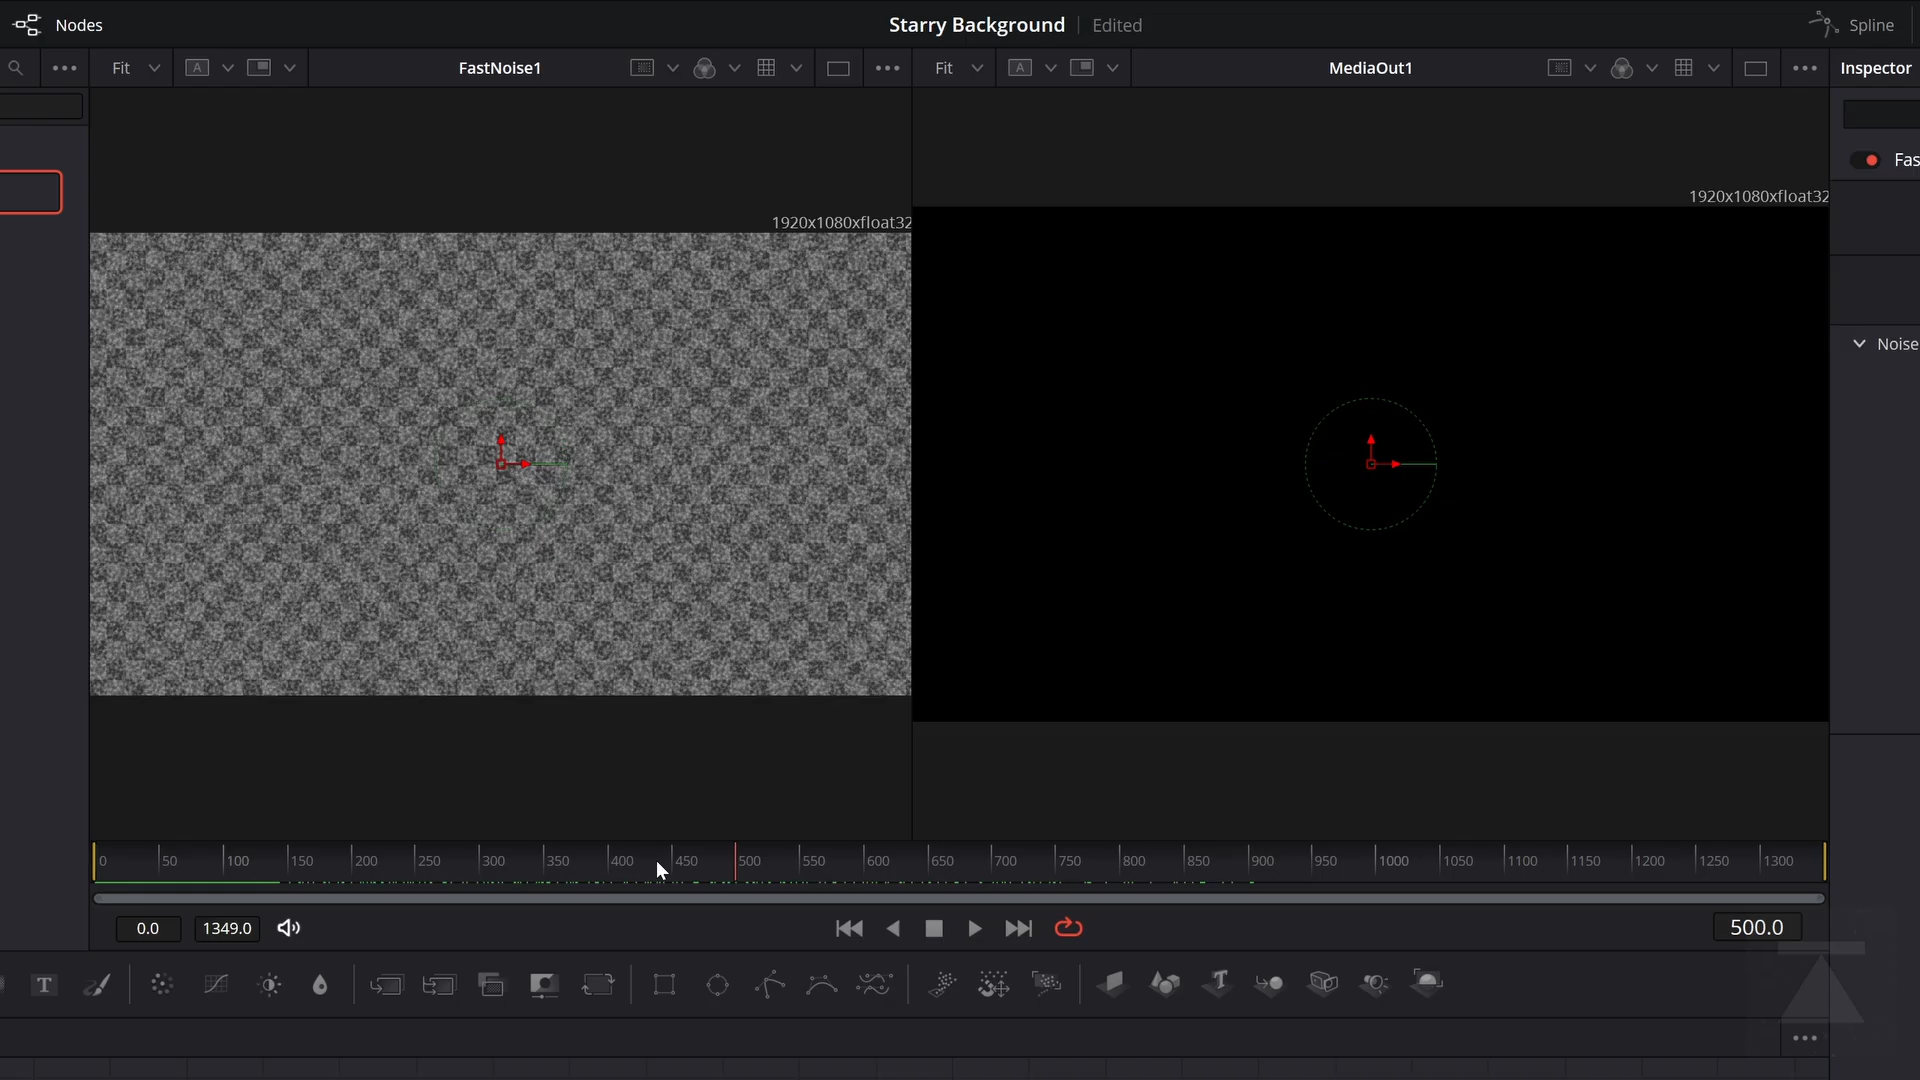 Nodes
Starry Background
Edited
Spline
Fit
A
FastNoise1
Fit
A
MediaOut1
Inspector
1920x1080xfloat32
1920x1080xfloat32
Fas
Noise
0 50 100 150 200 250 300 350 400 450 500 550 600 650 700 750 800 850 900 950 1000 1050 1100 1150 1200 1250 1300
0.0
1349.0
500.0
T